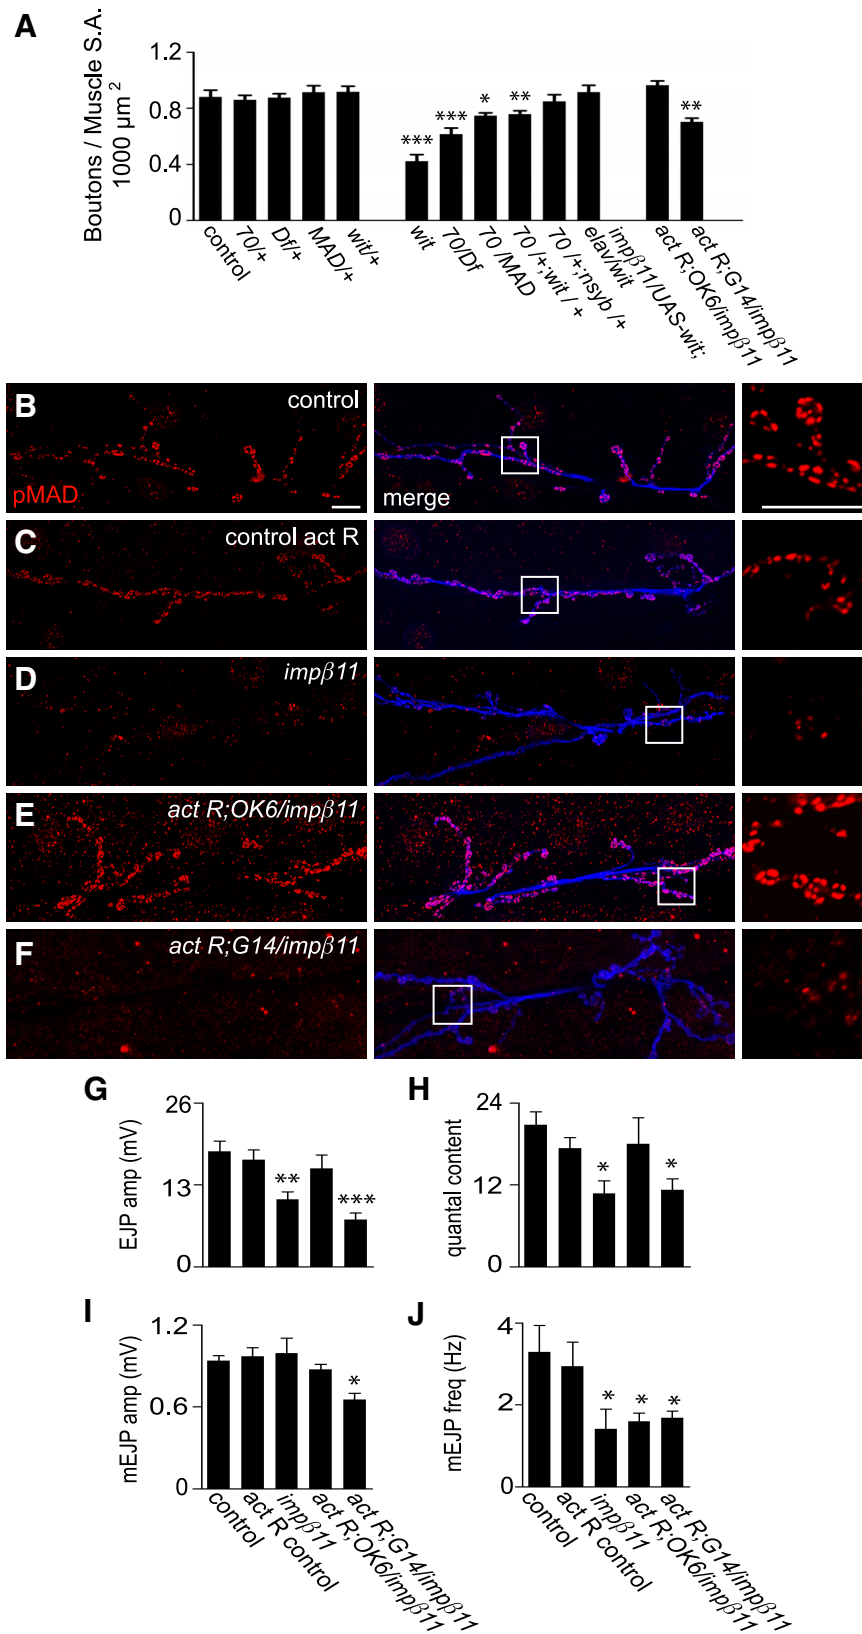 A
Boutons / Muscle S.A.
1000 µm 2
1.2
0.8
0.4
0
***
***
*
**
**
control
70/+
Df/+
MAD/+
wit/+
wit
70/Df
70 /MAD
70 /+;wit / +
70 /+;nsyb /+
elav/wit
impβ11/UAS-wit;
act R;OK6/impβ11
act R;G14/impβ11
B
control
pMAD
merge
C
control act R
D
impβ11
E
act R;OK6/impβ11
F
act R;G14/impβ11
G
EJP amp (mV)
26
13
0
**
***
H
quantal content
24
12
0
*
*
I
mEJP amp (mV)
1.2
0.6
0
*
control
act R control
impβ11
act R;OK6/impβ11
act R;G14/impβ11
J
mEJP freq (Hz)
4
2
0
*
*
*
control
act R control
impβ11
act R;OK6/impβ11
act R;G14/impβ11